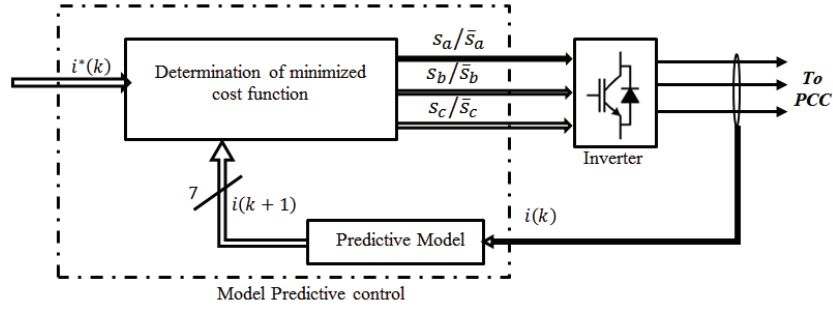 i*(k)
Determination of minimized
cost function
s_a/s̄_a
s_b/s̄_b
s_c/s̄_c
To
PCC
Inverter
7
i(k + 1)
i(k)
Predictive Model
Model Predictive control